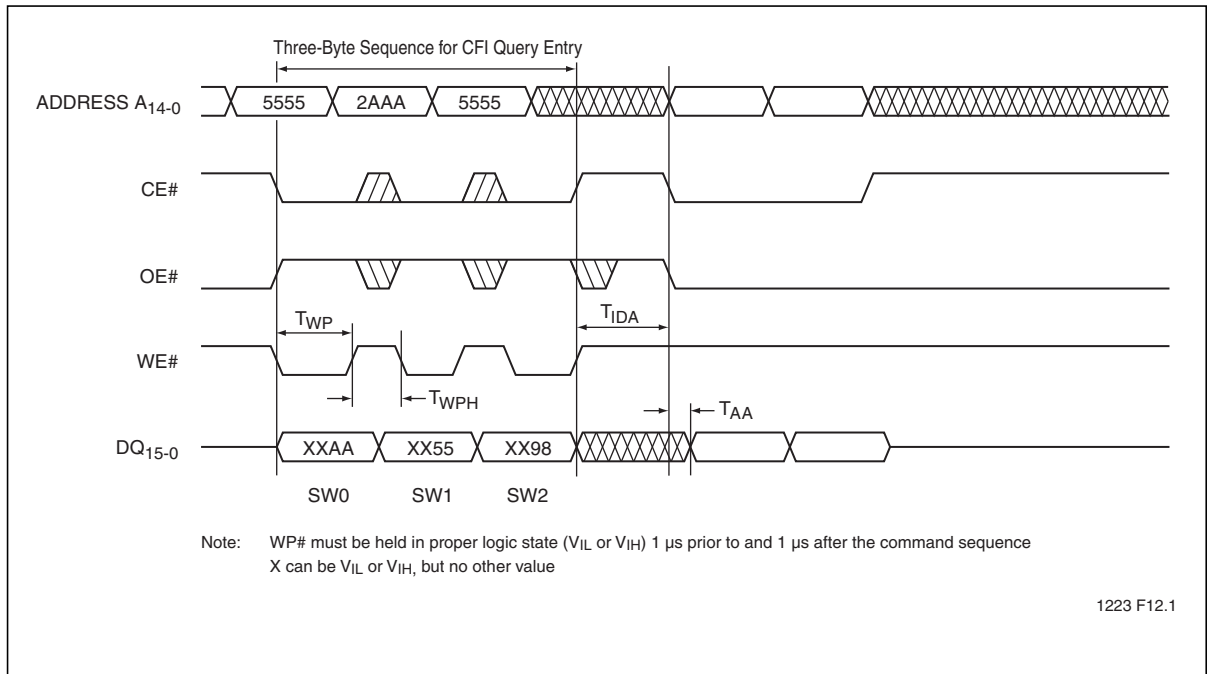 Three-Byte Sequence for CFI Query Entry
ADDRESS A14-0
5555 2AAA 5555
CE#
OE#
TIDA
TWP
WE#
TWPH
TAA
DQ15-0
XXAA XX55 XX98
SW0 SW1 SW2
Note: WP# must be held in proper logic state (VIL or VIH) 1 µs prior to and 1 µs after the command sequence
X can be VIL or VIH, but no other value
1223 F12.1